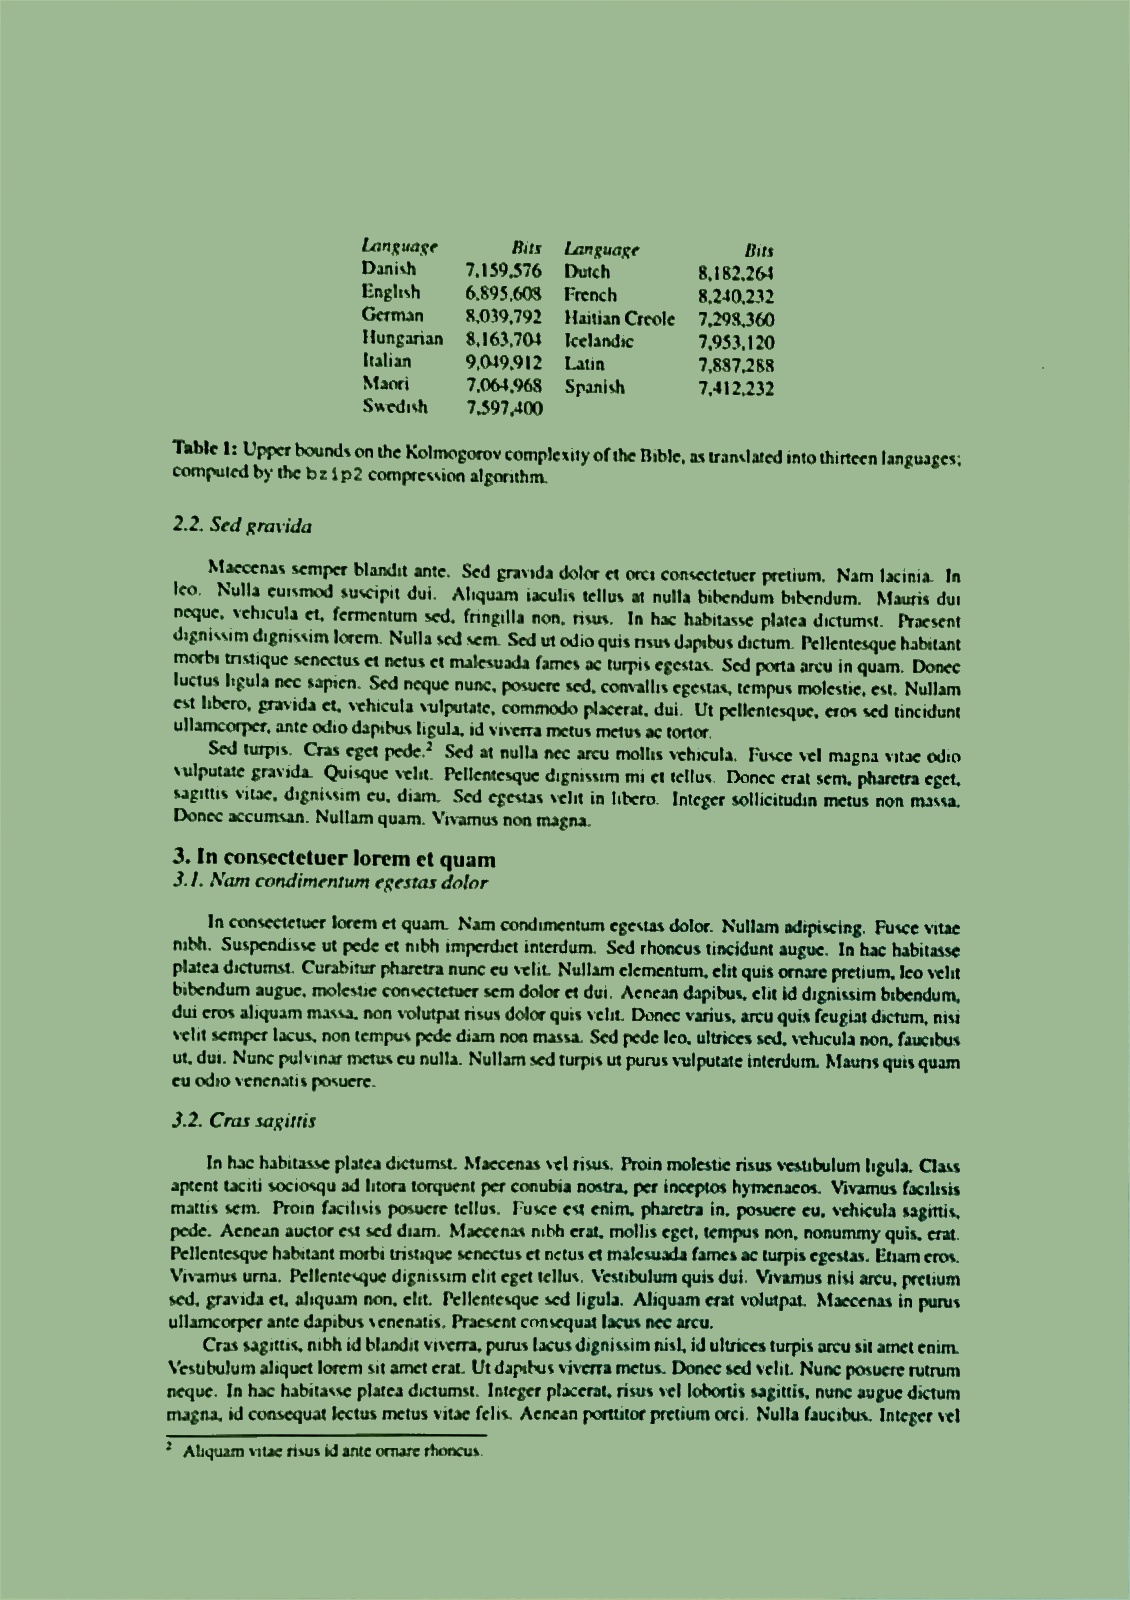 Language Bits Language Bits
Danish 7,159,576 Dutch 8,182,264
English 6,895,608 French 8,240,232
German 8,039,792 Haitian Creole 7,298,360
Hungarian 8,163,704 Icelandic 7,953,120
Italian 9,049,912 Latin 7,887,288
Maori 7,064,968 Spanish 7,412,232
Swedish 7,597,400
Table 1: Upper bounds on the Kolmogorov complexity of the Bible, as translated into thirteen languages;
computed by the bzip2 compression algorithm.
2.2. Sed gravida
Maecenas semper blandit ante. Sed gravida dolor et orci consectetuer pretium. Nam lacinia. In
leo. Nulla euismod suscipit dui. Aliquam iaculis tellus at nulla bibendum bibendum. Mauris dui
neque, vehicula et, fermentum sed, fringilla non, risus. In hac habitasse platea dictumst. Praesent
dignissim dignissim lorem. Nulla sed sem. Sed ut odio quis risus dapibus dictum. Pellentesque habitant
morbi tristique senectus et netus et malesuada fames ac turpis egestas. Sed porta arcu in quam. Donec
luctus ligula nec sapien. Sed neque nunc, posuere sed, convallis egestas, tempus molestie, est. Nullam
est libero, gravida et, vehicula vulputate, commodo placerat, dui. Ut pellentesque, eros sed tincidunt
ullamcorper, ante odio dapibus ligula, id viverra metus metus ac tortor.
Sed turpis. Cras eget pede.² Sed at nulla nec arcu mollis vehicula. Fusce vel magna vitae odio
vulputate gravida. Quisque velit. Pellentesque dignissim mi et tellus. Donec erat sem, pharetra eget,
sagittis vitae, dignissim eu, diam. Sed egestas velit in libero. Integer sollicitudin metus non massa.
Donec accumsan. Nullam quam. Vivamus non magna.
3. In consectetuer lorem et quam
3.1. Nam condimentum egestas dolor
In consectetuer lorem et quam. Nam condimentum egestas dolor. Nullam adipiscing. Fusce vitae
nibh. Suspendisse ut pede et nibh imperdiet interdum. Sed rhoncus tincidunt augue. In hac habitasse
platea dictumst. Curabitur pharetra nunc eu velit. Nullam elementum, elit quis ornare pretium, leo velit
bibendum augue, molestie consectetuer sem dolor et dui. Aenean dapibus, elit id dignissim bibendum,
dui eros aliquam massa, non volutpat risus dolor quis velit. Donec varius, arcu quis feugiat dictum, nisi
velit semper lacus, non tempus pede diam non massa. Sed pede leo, ultrices sed, vehicula non, faucibus
ut, dui. Nunc pulvinar metus eu nulla. Nullam sed turpis ut purus vulputate interdum. Mauris quis quam
eu odio venenatis posuere.
3.2. Cras sagittis
In hac habitasse platea dictumst. Maecenas vel risus. Proin molestie risus vestibulum ligula. Class
aptent taciti sociosqu ad litora torquent per conubia nostra, per inceptos hymenaeos. Vivamus facilisis
mattis sem. Proin facilisis posuere tellus. Fusce est enim, pharetra in, posuere eu, vehicula sagittis,
pede. Aenean auctor est sed diam. Maecenas nibh erat, mollis eget, tempus non, nonummy quis, erat.
Pellentesque habitant morbi tristique senectus et netus et malesuada fames ac turpis egestas. Etiam eros.
Vivamus urna. Pellentesque dignissim elit eget tellus. Vestibulum quis dui. Vivamus nisi arcu, pretium
sed, gravida et, aliquam non, elit. Pellentesque sed ligula. Aliquam erat volutpat. Maecenas in purus
ullamcorper ante dapibus venenatis. Praesent consequat lacus nec arcu.
Cras sagittis, nibh id blandit viverra, purus lacus dignissim nisl, id ultrices turpis arcu sit amet enim.
Vestibulum aliquet lorem sit amet erat. Ut dapibus viverra metus. Donec sed velit. Nunc posuere rutrum
neque. In hac habitasse platea dictumst. Integer placerat, risus vel lobortis sagittis, nunc augue dictum
magna, id consequat lectus metus vitae felis. Aenean porttitor pretium orci. Nulla faucibus. Integer vel
² Aliquam vitae risus id ante ornare rhoncus.